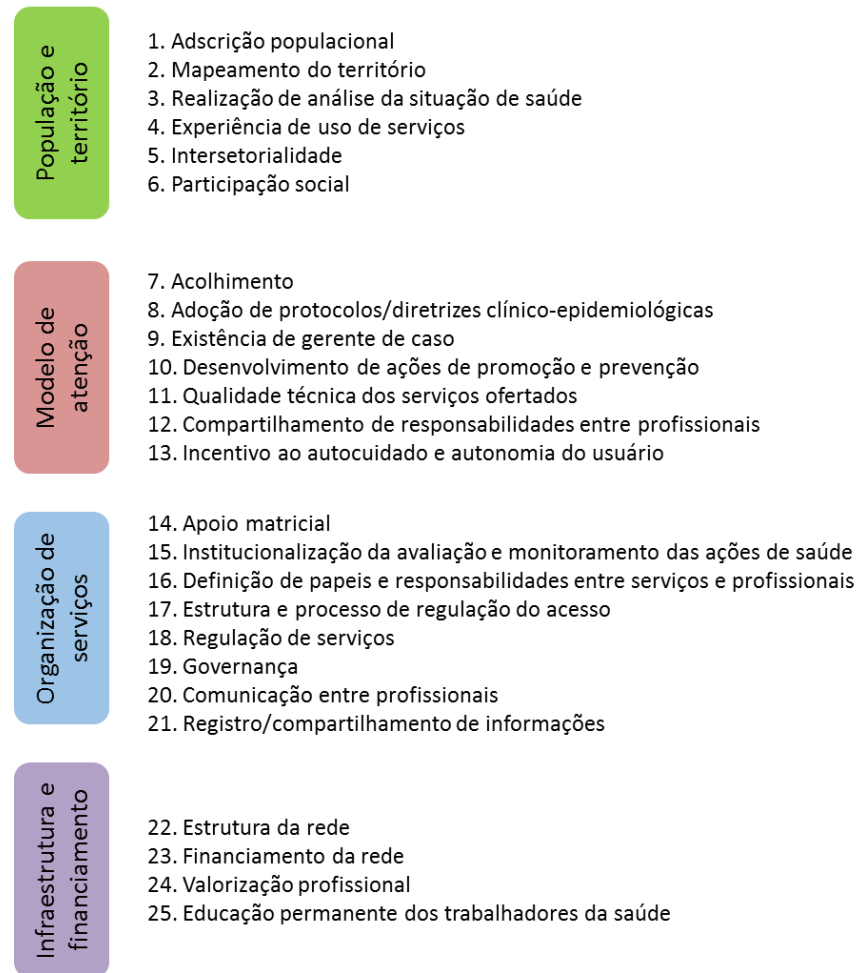 População e
território
1. Adscrição populacional
2. Mapeamento do território
3. Realização de análise da situação de saúde
4. Experiência de uso de serviços
5. Intersetorialidade
6. Participação social
Modelo de
atenção
7. Acolhimento
8. Adoção de protocolos/diretrizes clínico-epidemiológicas
9. Existência de gerente de caso
10. Desenvolvimento de ações de promoção e prevenção
11. Qualidade técnica dos serviços ofertados
12. Compartilhamento de responsabilidades entre profissionais
13. Incentivo ao autocuidado e autonomia do usuário
Organização de
serviços
14. Apoio matricial
15. Institucionalização da avaliação e monitoramento das ações de saúde
16. Definição de papeis e responsabilidades entre serviços e profissionais
17. Estrutura e processo de regulação do acesso
18. Regulação de serviços
19. Governança
20. Comunicação entre profissionais
21. Registro/compartilhamento de informações
Infraestrutura e
financiamento
22. Estrutura da rede
23. Financiamento da rede
24. Valorização profissional
25. Educação permanente dos trabalhadores da saúde